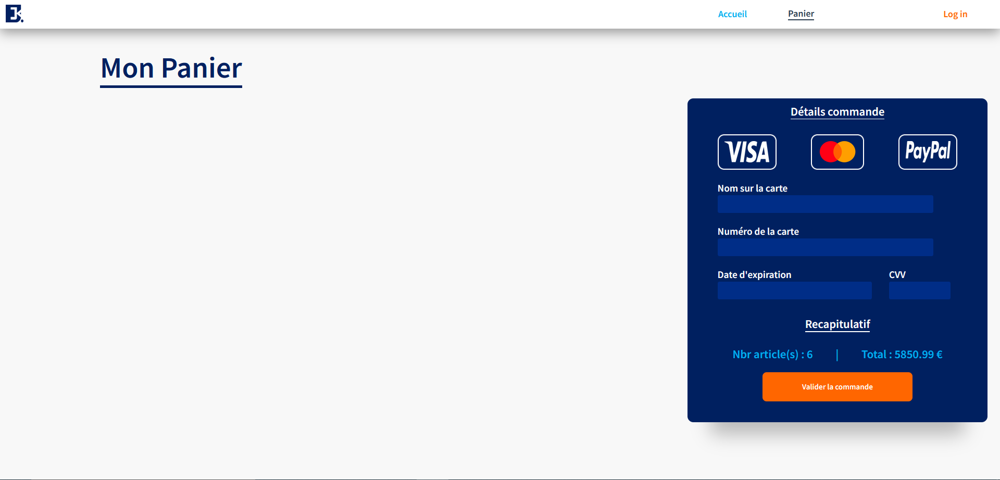 JK.
Accueil
Panier
Log in
Mon Panier
Détails commande
VISA
PayPal
Nom sur la carte
Numéro de la carte
Date d'expiration
CVV
Recapitulatif
Nbr article(s) : 6 | Total : 5850.99 €
Valider la commande